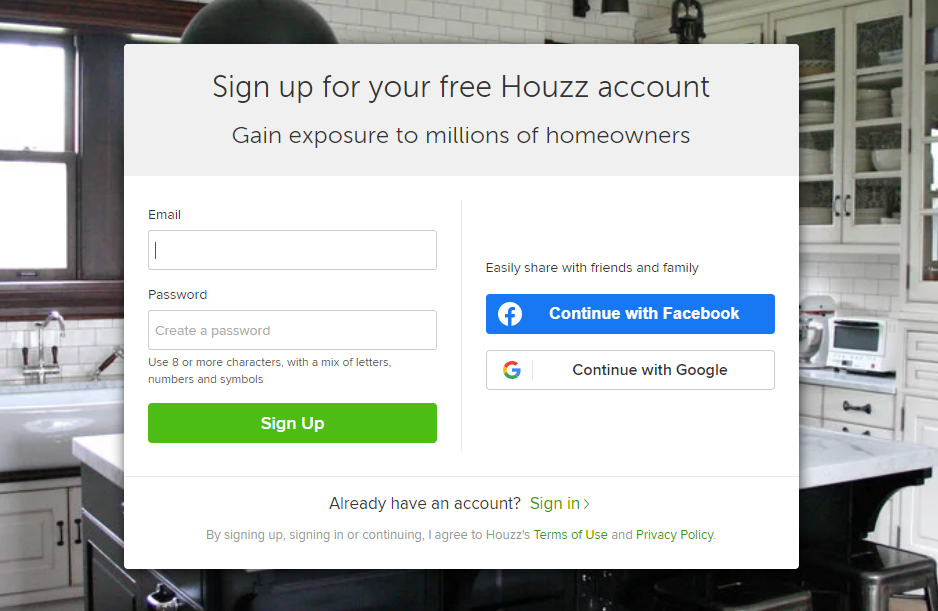 Sign up for your free Houzz account
Gain exposure to millions of homeowners
Email
Password
Create a password
Use 8 or more characters, with a mix of letters,
numbers and symbols
Sign Up
Easily share with friends and family
Continue with Facebook
Continue with Google
Already have an account? Sign in >
By signing up, signing in or continuing, I agree to Houzz's Terms of Use and Privacy Policy.